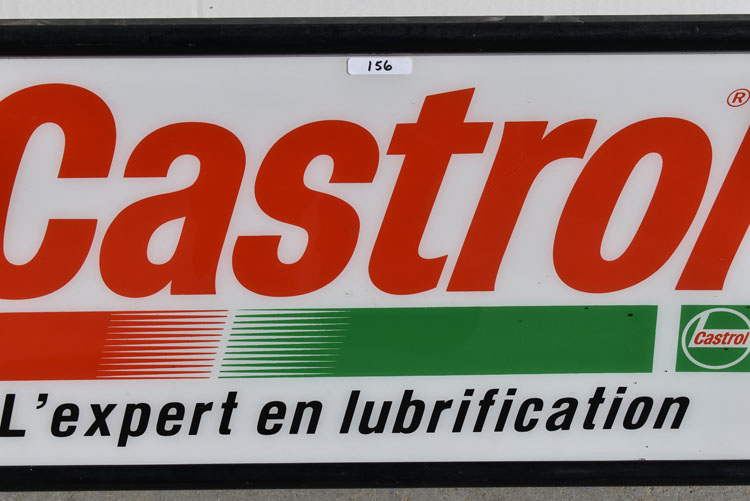 156
Castrol®
Castrol
L'expert en lubrification